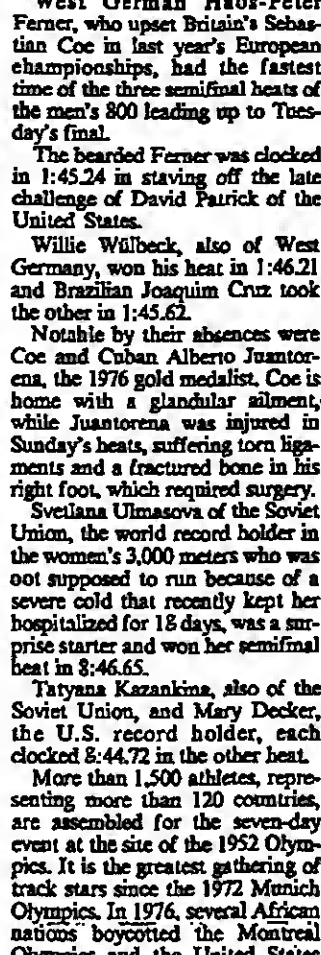 West German Hans-Peter
Ferner, who upset Britain's Sebas-
tian Coe in last year's European
championships, had the fastest
time of the three semifinal heats of
the men's 800 leading up to Tues-
day's final.
The bearded Ferner was clocked
in 1:45.24 in staving off the late
challenge of David Patrick of the
United States.
Willie Wülbeck, also of West
Germany, won his heat in 1:46.21
and Brazilian Joaquim Cruz took
the other in 1:45.62.
Notable by their absences were
Coe and Cuban Alberto Juantor-
ena, the 1976 gold medalist. Coe is
home with a glandular ailment,
while Juantorena was injured in
Sunday's heats, suffering torn liga-
ments and a fractured bone in his
right foot, which required surgery.
Svetlana Ulmasova of the Soviet
Union, the world record holder in
the women's 3,000 meters who was
not supposed to run because of a
severe cold that recently kept her
hospitalized for 18 days, was a sur-
prise starter and won her semifinal
heat in 8:46.65.
Tatyana Kazankina, also of the
Soviet Union, and Mary Decker,
the U.S. record holder, each
clocked 8:44.72 in the other heat.
More than 1,500 athletes, repre-
senting more than 120 countries,
are assembled for the seven-day
event at the site of the 1952 Olym-
pics. It is the greatest gathering of
track stars since the 1972 Munich
Olympics. In 1976, several African
nations boycotted the Montreal
Olympics and the United States